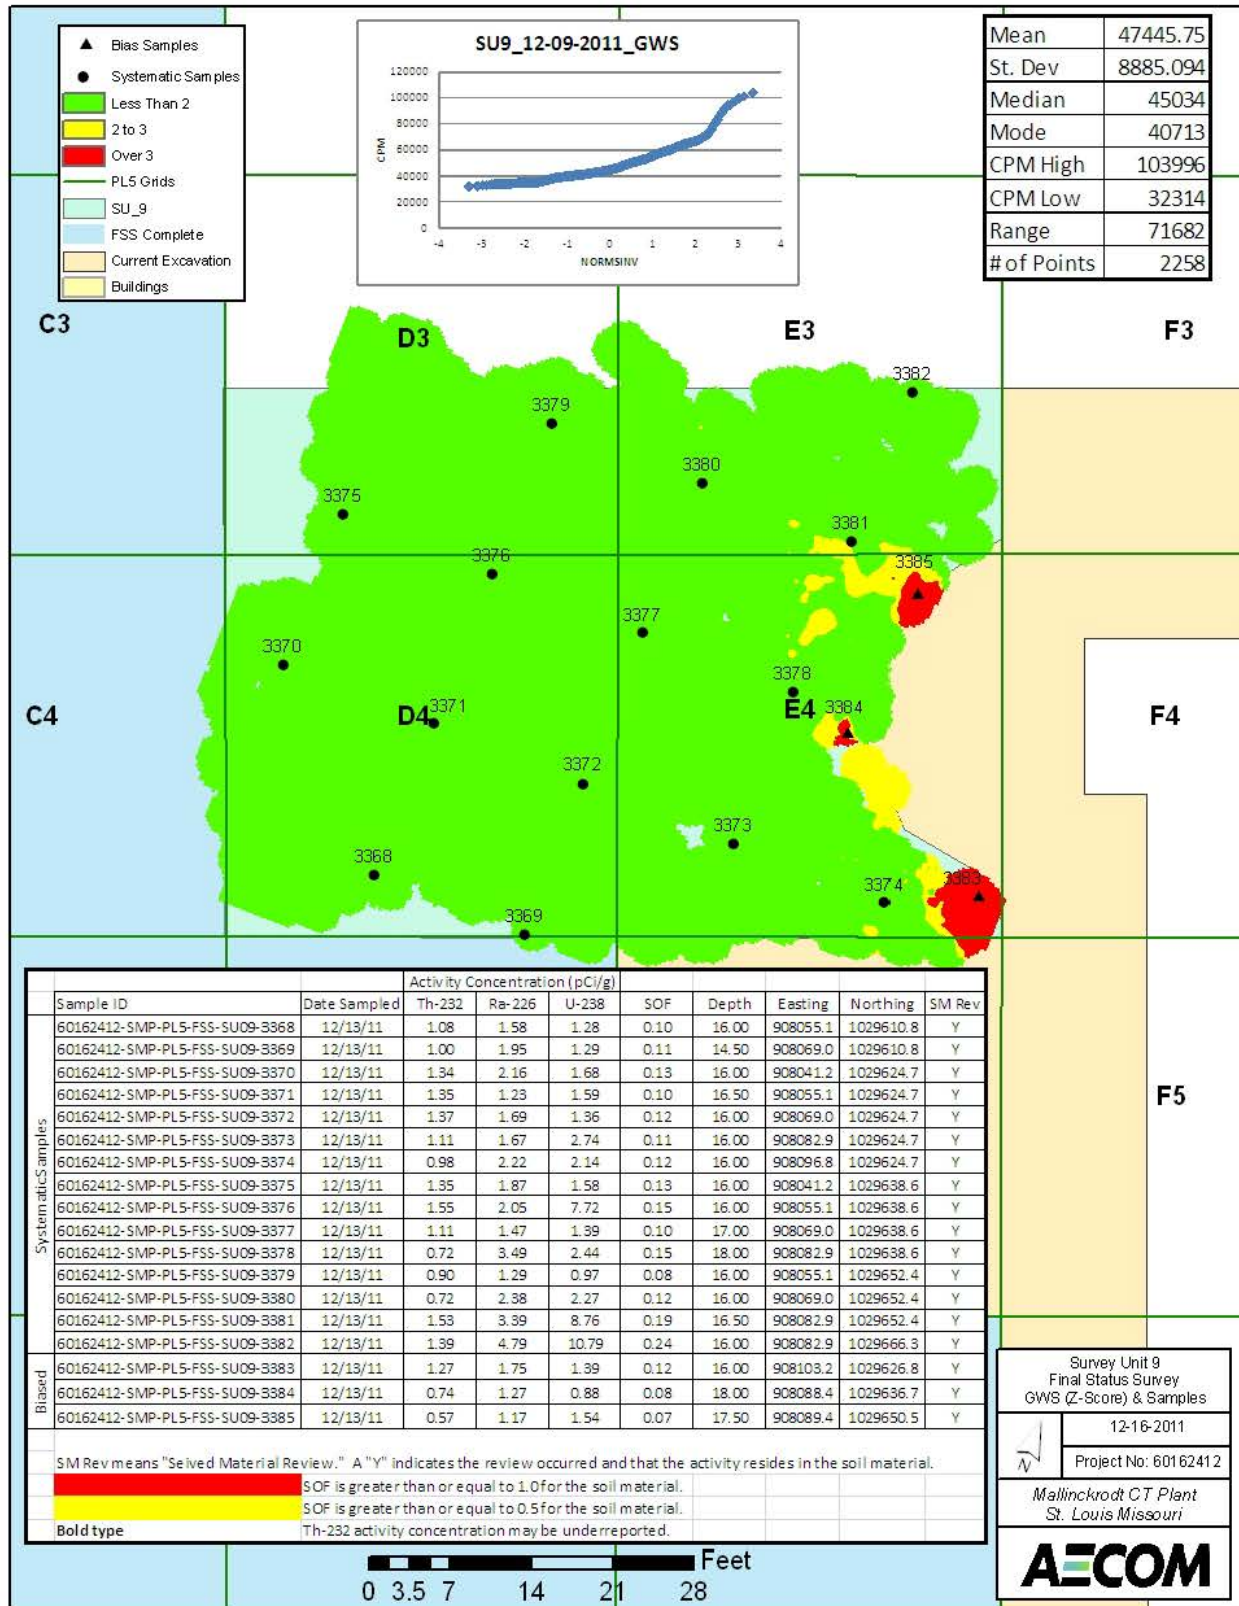 Bias Samples
Systematic Samples
Less Than 2
2 to 3
Over 3
PL5 Grids
SU_9
FSS Complete
Current Excavation
Buildings
SU9_12-09-2011_GWS
120000
100000
80000
60000
40000
20000
0
CPM
-4 -3 -2 -1 0 1 2 3 4
NORMSINV
Mean 47445.75
St. Dev 8885.094
Median 45034
Mode 40713
CPM High 103996
CPM Low 32314
Range 71682
# of Points 2258
C3
D3
E3
F3
3382
3379
3380
3375
3381
3376
3385
3377
3370
3378
C4
D4
3371
E4
3384
F4
3372
3373
3368
3374
3383
3369
F5
Activity Concentration (pCi/g)
Sample ID Date Sampled Th-232 Ra-226 U-238 SOF Depth Easting Northing SM Rev
Systematic Samples
60162412-SMP-PL5-FSS-SU09-3368 12/13/11 1.08 1.58 1.28 0.10 16.00 908055.1 1029610.8 Y
60162412-SMP-PL5-FSS-SU09-3369 12/13/11 1.00 1.95 1.29 0.11 14.50 908069.0 1029610.8 Y
60162412-SMP-PL5-FSS-SU09-3370 12/13/11 1.34 2.16 1.68 0.13 16.00 908041.2 1029624.7 Y
60162412-SMP-PL5-FSS-SU09-3371 12/13/11 1.35 1.23 1.59 0.10 16.50 908055.1 1029624.7 Y
60162412-SMP-PL5-FSS-SU09-3372 12/13/11 1.37 1.69 1.36 0.12 16.00 908069.0 1029624.7 Y
60162412-SMP-PL5-FSS-SU09-3373 12/13/11 1.11 1.67 2.74 0.11 16.00 908082.9 1029624.7 Y
60162412-SMP-PL5-FSS-SU09-3374 12/13/11 0.98 2.22 2.14 0.12 16.00 908096.8 1029624.7 Y
60162412-SMP-PL5-FSS-SU09-3375 12/13/11 1.35 1.87 1.58 0.13 16.00 908041.2 1029638.6 Y
60162412-SMP-PL5-FSS-SU09-3376 12/13/11 1.55 2.05 7.72 0.15 16.00 908055.1 1029638.6 Y
60162412-SMP-PL5-FSS-SU09-3377 12/13/11 1.11 1.47 1.39 0.10 17.00 908069.0 1029638.6 Y
60162412-SMP-PL5-FSS-SU09-3378 12/13/11 0.72 3.49 2.44 0.15 18.00 908082.9 1029638.6 Y
60162412-SMP-PL5-FSS-SU09-3379 12/13/11 0.90 1.29 0.97 0.08 16.00 908055.1 1029652.4 Y
60162412-SMP-PL5-FSS-SU09-3380 12/13/11 0.72 2.38 2.27 0.12 16.00 908069.0 1029652.4 Y
60162412-SMP-PL5-FSS-SU09-3381 12/13/11 1.53 3.39 8.76 0.19 16.50 908082.9 1029652.4 Y
60162412-SMP-PL5-FSS-SU09-3382 12/13/11 1.39 4.79 10.79 0.24 16.00 908082.9 1029666.3 Y
Biased
60162412-SMP-PL5-FSS-SU09-3383 12/13/11 1.27 1.75 1.39 0.12 16.00 908103.2 1029626.8 Y
60162412-SMP-PL5-FSS-SU09-3384 12/13/11 0.74 1.27 0.88 0.08 18.00 908088.4 1029636.7 Y
60162412-SMP-PL5-FSS-SU09-3385 12/13/11 0.57 1.17 1.54 0.07 17.50 908089.4 1029650.5 Y
SM Rev means "Seived Material Review." A "Y" indicates the review occurred and that the activity resides in the soil material.
SOF is greater than or equal to 1.0 for the soil material.
SOF is greater than or equal to 0.5 for the soil material.
Bold type Th-232 activity concentration may be underreported.
Feet
0 3.5 7 14 21 28
Survey Unit 9
Final Status Survey
GWS (Z-Score) & Samples
12-16-2011
N
Project No: 60162412
Mallinckrodt CT Plant
St. Louis Missouri
AECOM